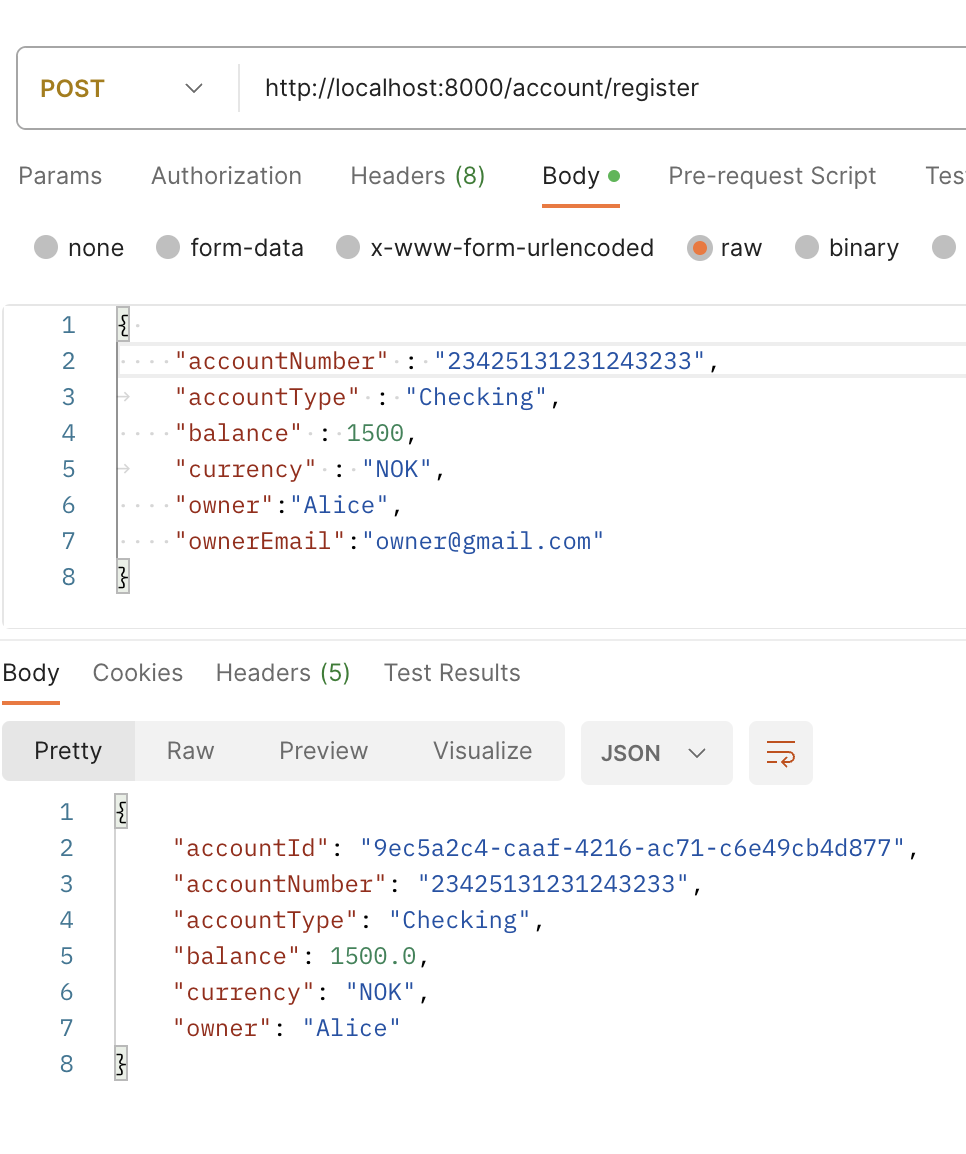 POST http://localhost:8000/account/register
Params Authorization Headers (8) Body Pre-request Script Tes
none form-data x-www-form-urlencoded raw binary
1 {
2 "accountNumber" : "23425131231243233",
3 "accountType" : "Checking",
4 "balance" : 1500,
5 "currency" : "NOK",
6 "owner":"Alice",
7 "ownerEmail":"owner@gmail.com"
8 }
Body Cookies Headers (5) Test Results
Pretty Raw Preview Visualize JSON
1 {
2 "accountId": "9ec5a2c4-caaf-4216-ac71-c6e49cb4d877",
3 "accountNumber": "23425131231243233",
4 "accountType": "Checking",
5 "balance": 1500.0,
6 "currency": "NOK",
7 "owner": "Alice"
8 }